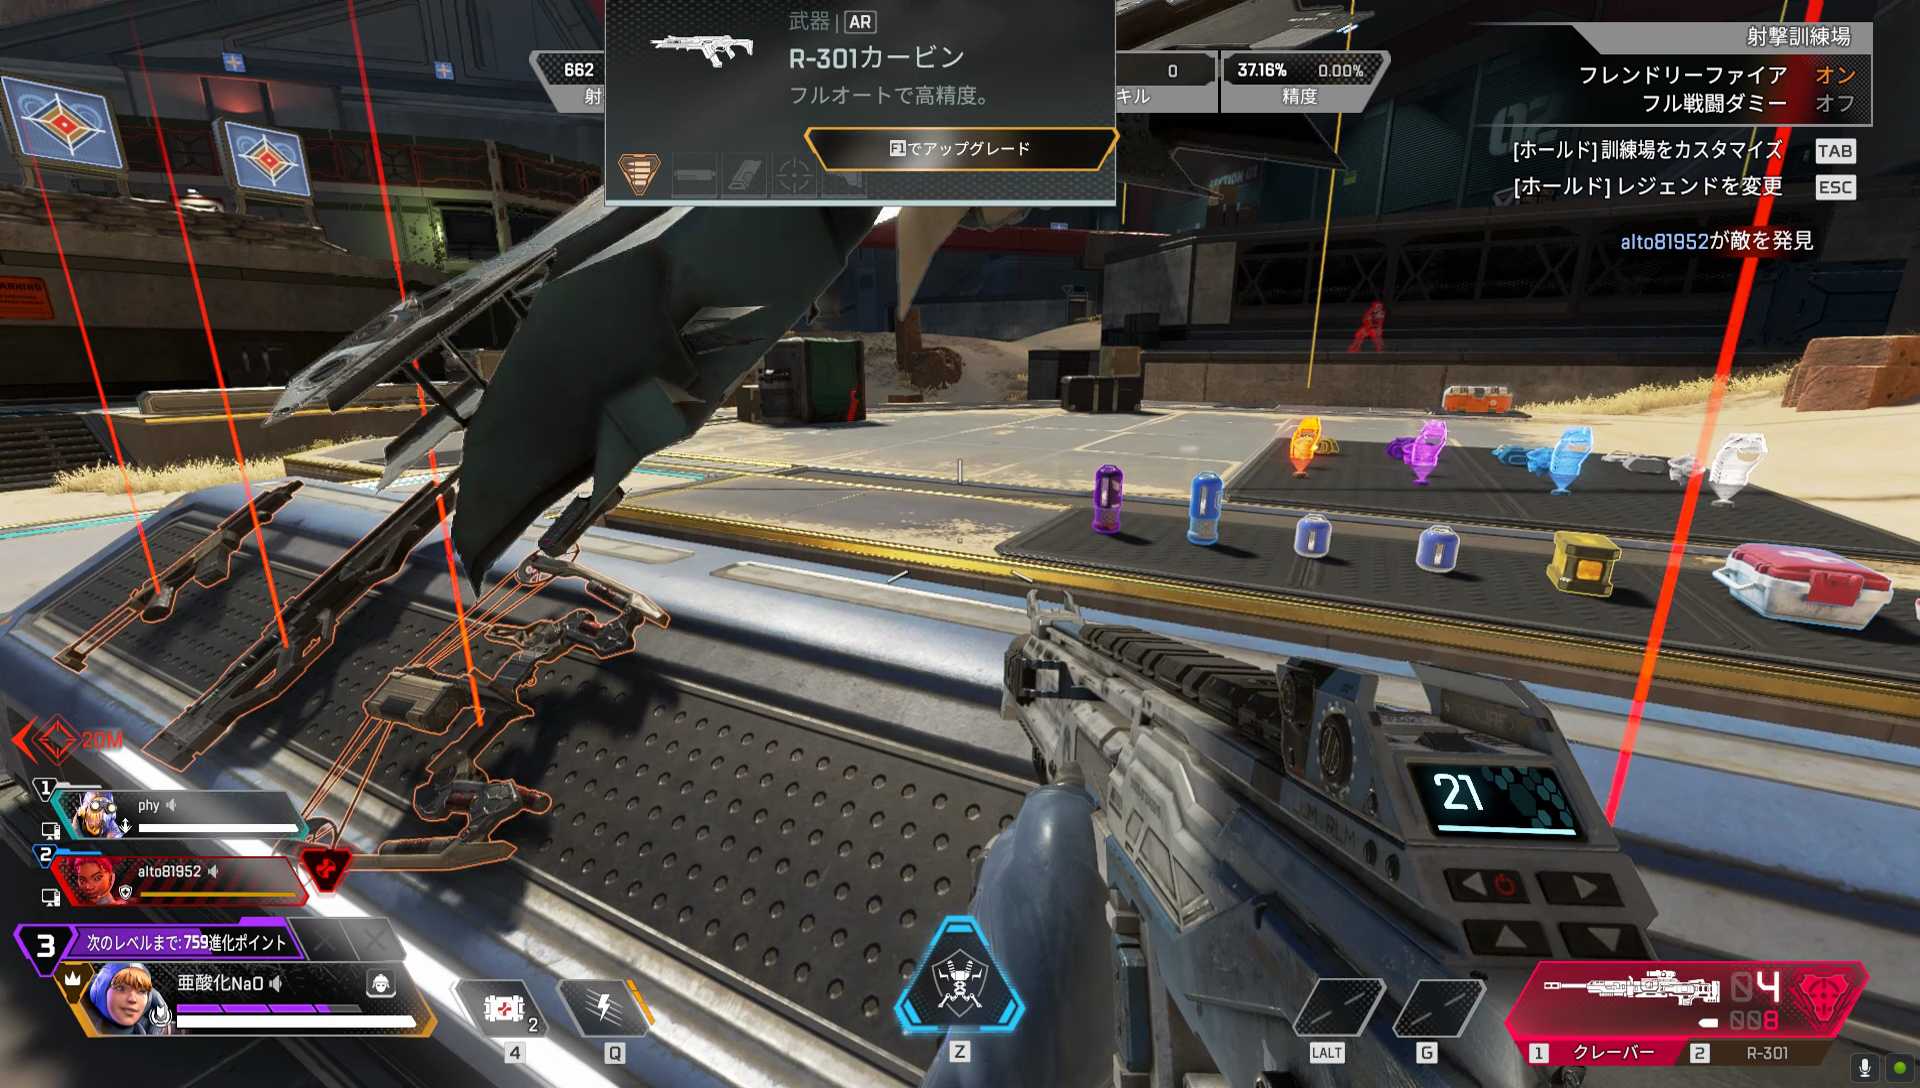 武器 | AR
R-301カービン
フルオートで高精度。
F1でアップグレード
662
射
0
キル
37.16% 0.00%
精度
射撃訓練場
フレンドリーファイア オン
フル戦闘ダミー オフ
[ホールド]訓練場をカスタマイズ TAB
[ホールド]レジェンドを変更 ESC
alto81952が敵を発見
WARNING
SECTION 02
02
20M
1
phy
2
alto81952
3
次のレベルまで:759進化ポイント
亜酸化NaO
2
4
Q
Z
LALT
G
21
04
008
1 クレーバー
2 R-301